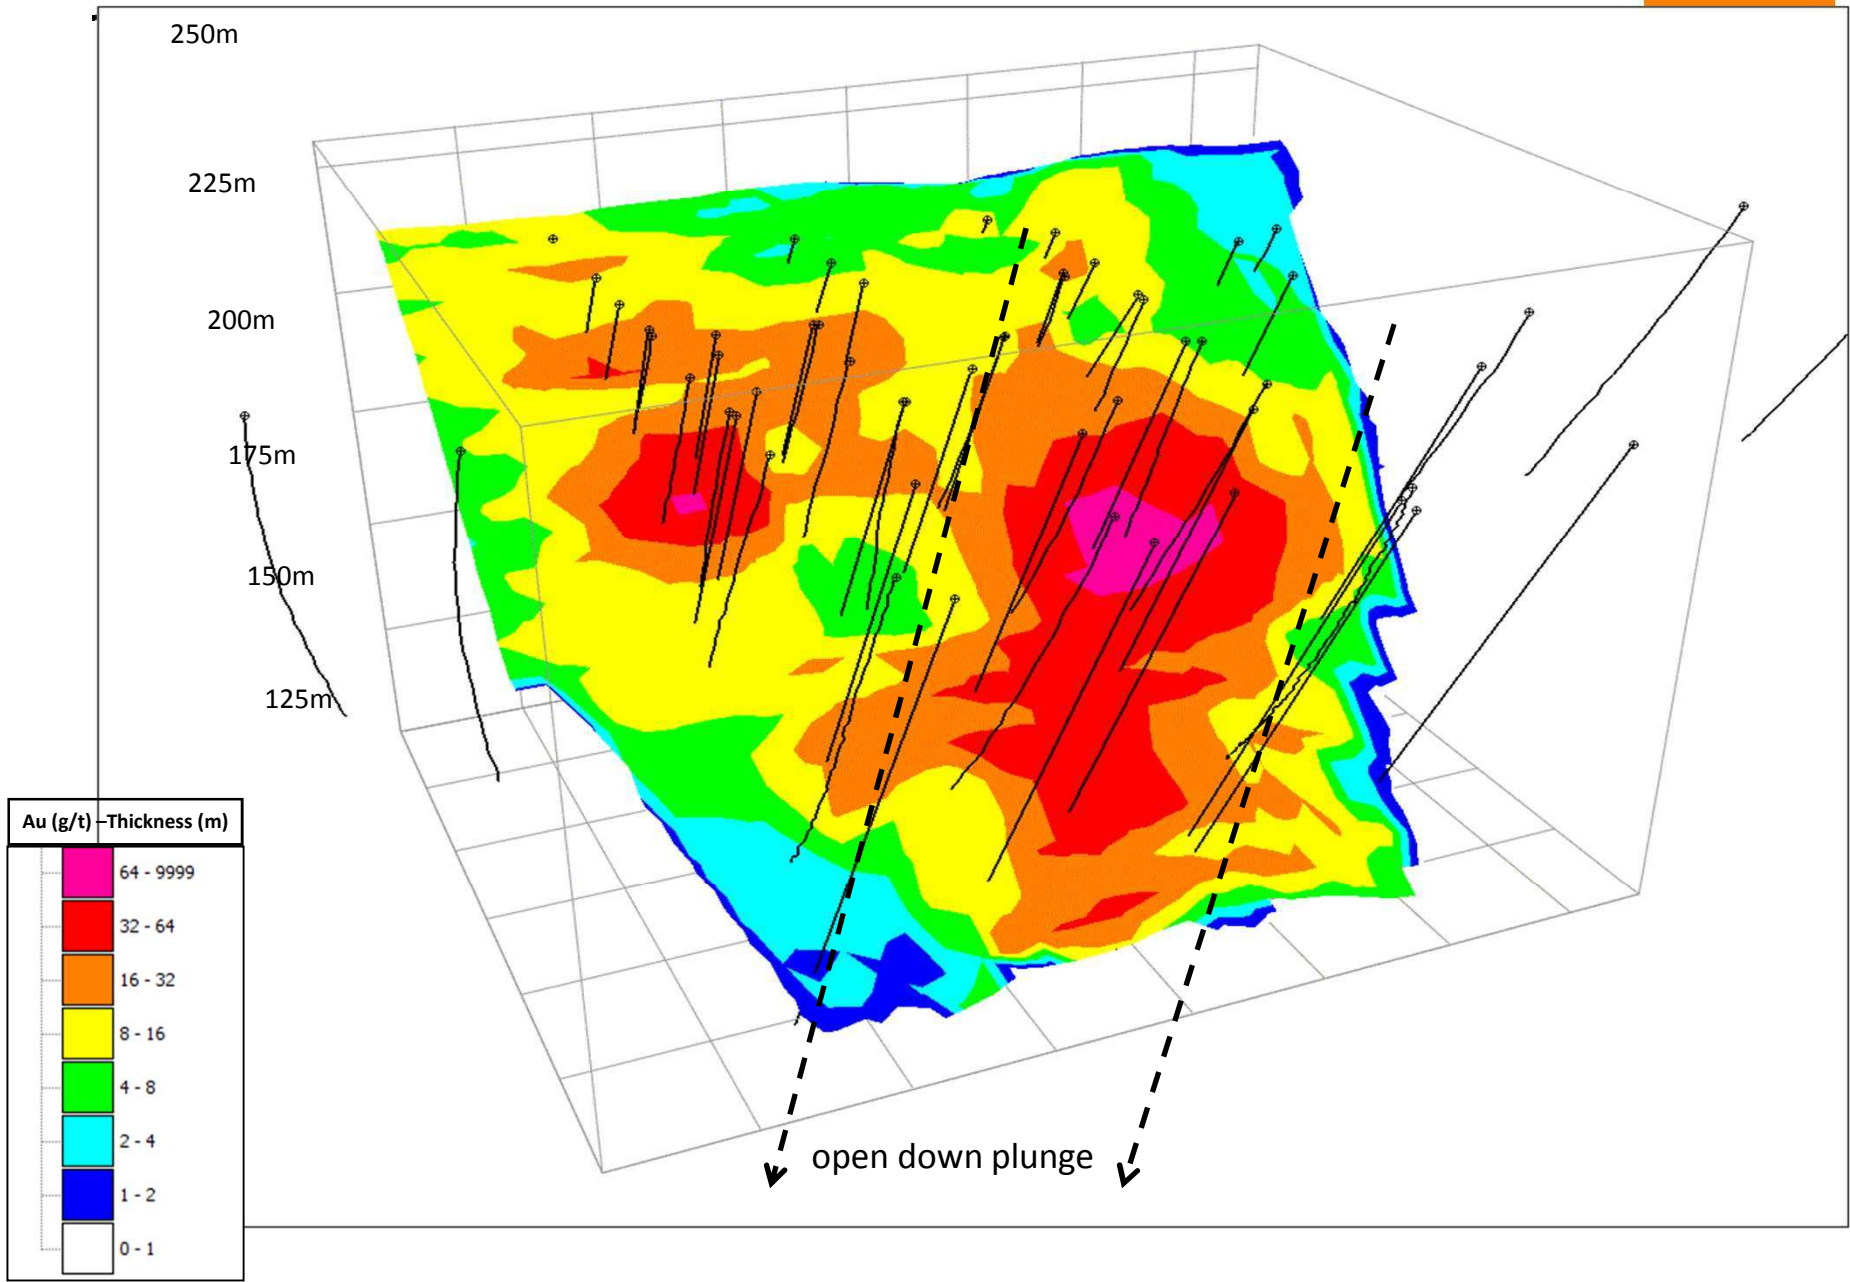 250m
225m
200m
175m
150m
125m
Au (g/t) –Thickness (m)
64 - 9999
32 - 64
16 - 32
8 - 16
4 - 8
2 - 4
1 - 2
0 - 1
open down plunge